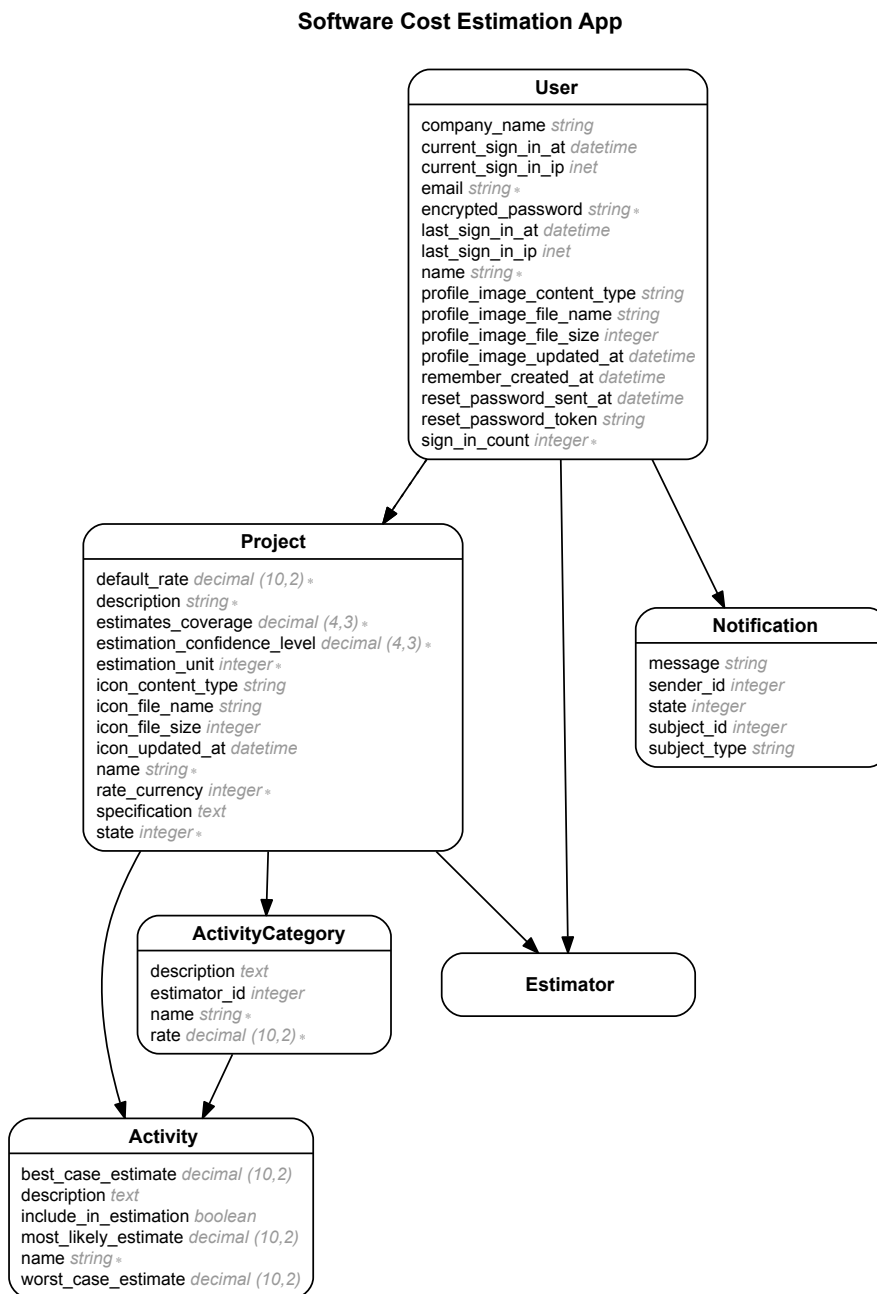 Software Cost Estimation App
User
company_name string
current_sign_in_at datetime
current_sign_in_ip inet
email string *
encrypted_password string *
last_sign_in_at datetime
last_sign_in_ip inet
name string *
profile_image_content_type string
profile_image_file_name string
profile_image_file_size integer
profile_image_updated_at datetime
remember_created_at datetime
reset_password_sent_at datetime
reset_password_token string
sign_in_count integer *
Project
default_rate decimal (10,2) *
description string *
estimates_coverage decimal (4,3) *
estimation_confidence_level decimal (4,3) *
estimation_unit integer *
icon_content_type string
icon_file_name string
icon_file_size integer
icon_updated_at datetime
name string *
rate_currency integer *
specification text
state integer *
Notification
message string
sender_id integer
state integer
subject_id integer
subject_type string
ActivityCategory
description text
estimator_id integer
name string *
rate decimal (10,2) *
Estimator
Activity
best_case_estimate decimal (10,2)
description text
include_in_estimation boolean
most_likely_estimate decimal (10,2)
name string *
worst_case_estimate decimal (10,2)